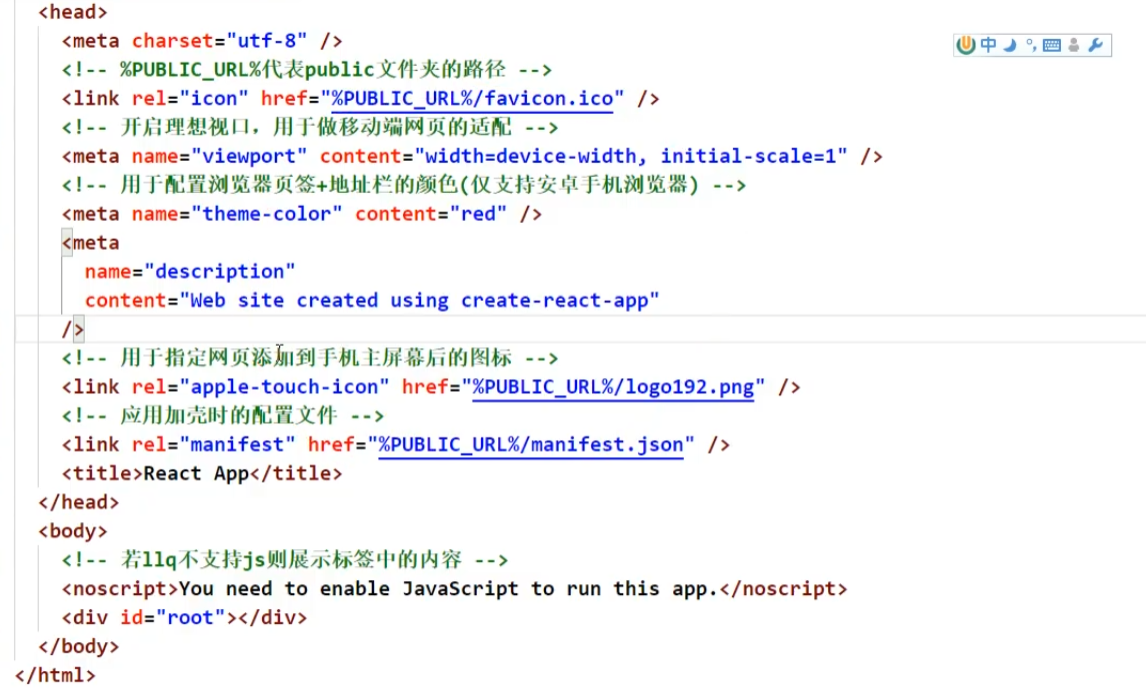 <head>
<meta charset="utf-8" />
<!-- %PUBLIC_URL%代表public文件夹的路径 -->
<link rel="icon" href="%PUBLIC_URL%/favicon.ico" />
<!-- 开启理想视口，用于做移动端网页的适配 -->
<meta name="viewport" content="width=device-width, initial-scale=1" />
<!-- 用于配置浏览器页签+地址栏的颜色(仅支持安卓手机浏览器) -->
<meta name="theme-color" content="red" />
<meta
name="description"
content="Web site created using create-react-app"
/>
<!-- 用于指定网页添加到手机主屏幕后的图标 -->
<link rel="apple-touch-icon" href="%PUBLIC_URL%/logo192.png" />
<!-- 应用加壳时的配置文件 -->
<link rel="manifest" href="%PUBLIC_URL%/manifest.json" />
<title>React App</title>
</head>
<body>
<!-- 若llq不支持js则展示标签中的内容 -->
<noscript>You need to enable JavaScript to run this app.</noscript>
<div id="root"></div>
</body>
</html>
中